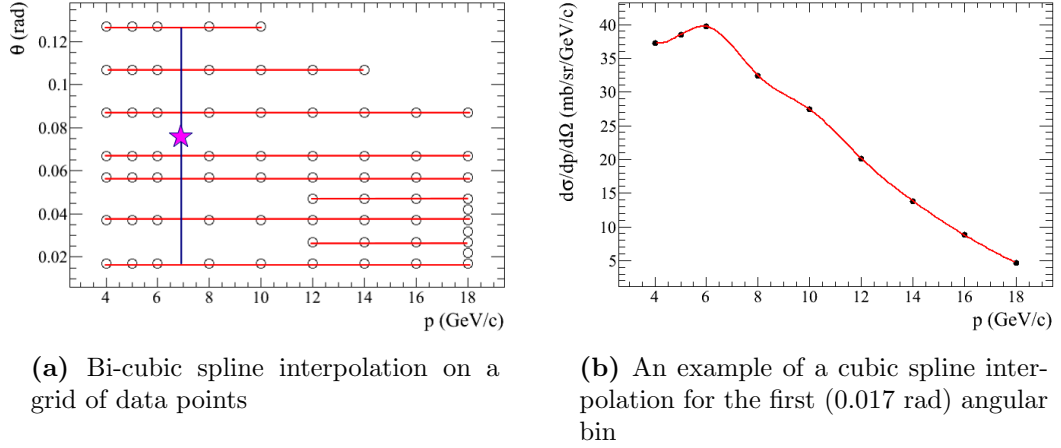 θ (rad)
0.12
0.1
0.08
0.06
0.04
0.02
4 6 8 10 12 14 16 18
p (GeV/c)
dσ/dp/dΩ (mb/sr/GeV/c)
40
35
30
25
20
15
10
5
4 6 8 10 12 14 16 18
p (GeV/c)
(a) Bi-cubic spline interpolation on a
grid of data points
(b) An example of a cubic spline inter-
polation for the first (0.017 rad) angular
bin